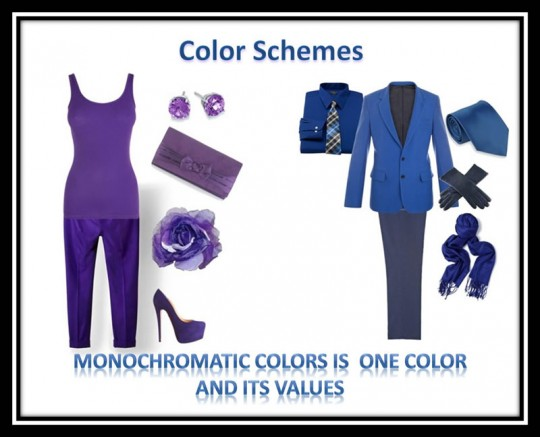 Color Schemes
MONOCHROMATIC COLORS IS ONE COLOR
AND ITS VALUES